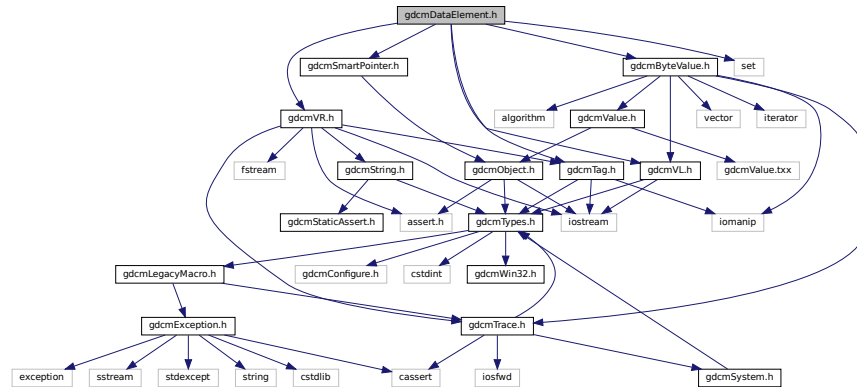 gdcmDataElement.h
gdcmSmartPointer.h
gdcmByteValue.h
set
gdcmVR.h
algorithm
gdcmValue.h
vector
iterator
fstream
gdcmString.h
gdcmObject.h
gdcmTag.h
gdcmVL.h
gdcmValue.txx
gdcmStaticAssert.h
assert.h
gdcmTypes.h
iostream
iomanip
gdcmLegacyMacro.h
gdcmConfigure.h
cstdint
gdcmWin32.h
gdcmException.h
gdcmTrace.h
exception
sstream
stdexcept
string
cstdlib
cassert
iosfwd
gdcmSystem.h